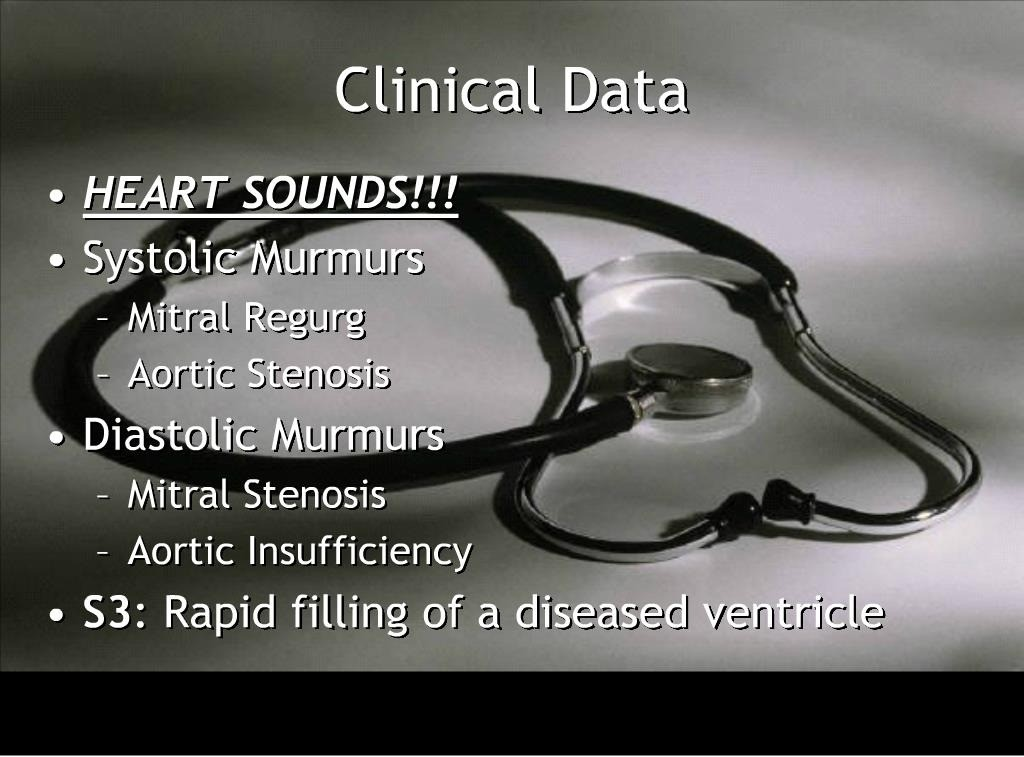 Clinical Data
• HEART SOUNDS!!!
• Systolic Murmurs
– Mitral Regurg
– Aortic Stenosis
• Diastolic Murmurs
– Mitral Stenosis
– Aortic Insufficiency
• S3: Rapid filling of a diseased ventricle